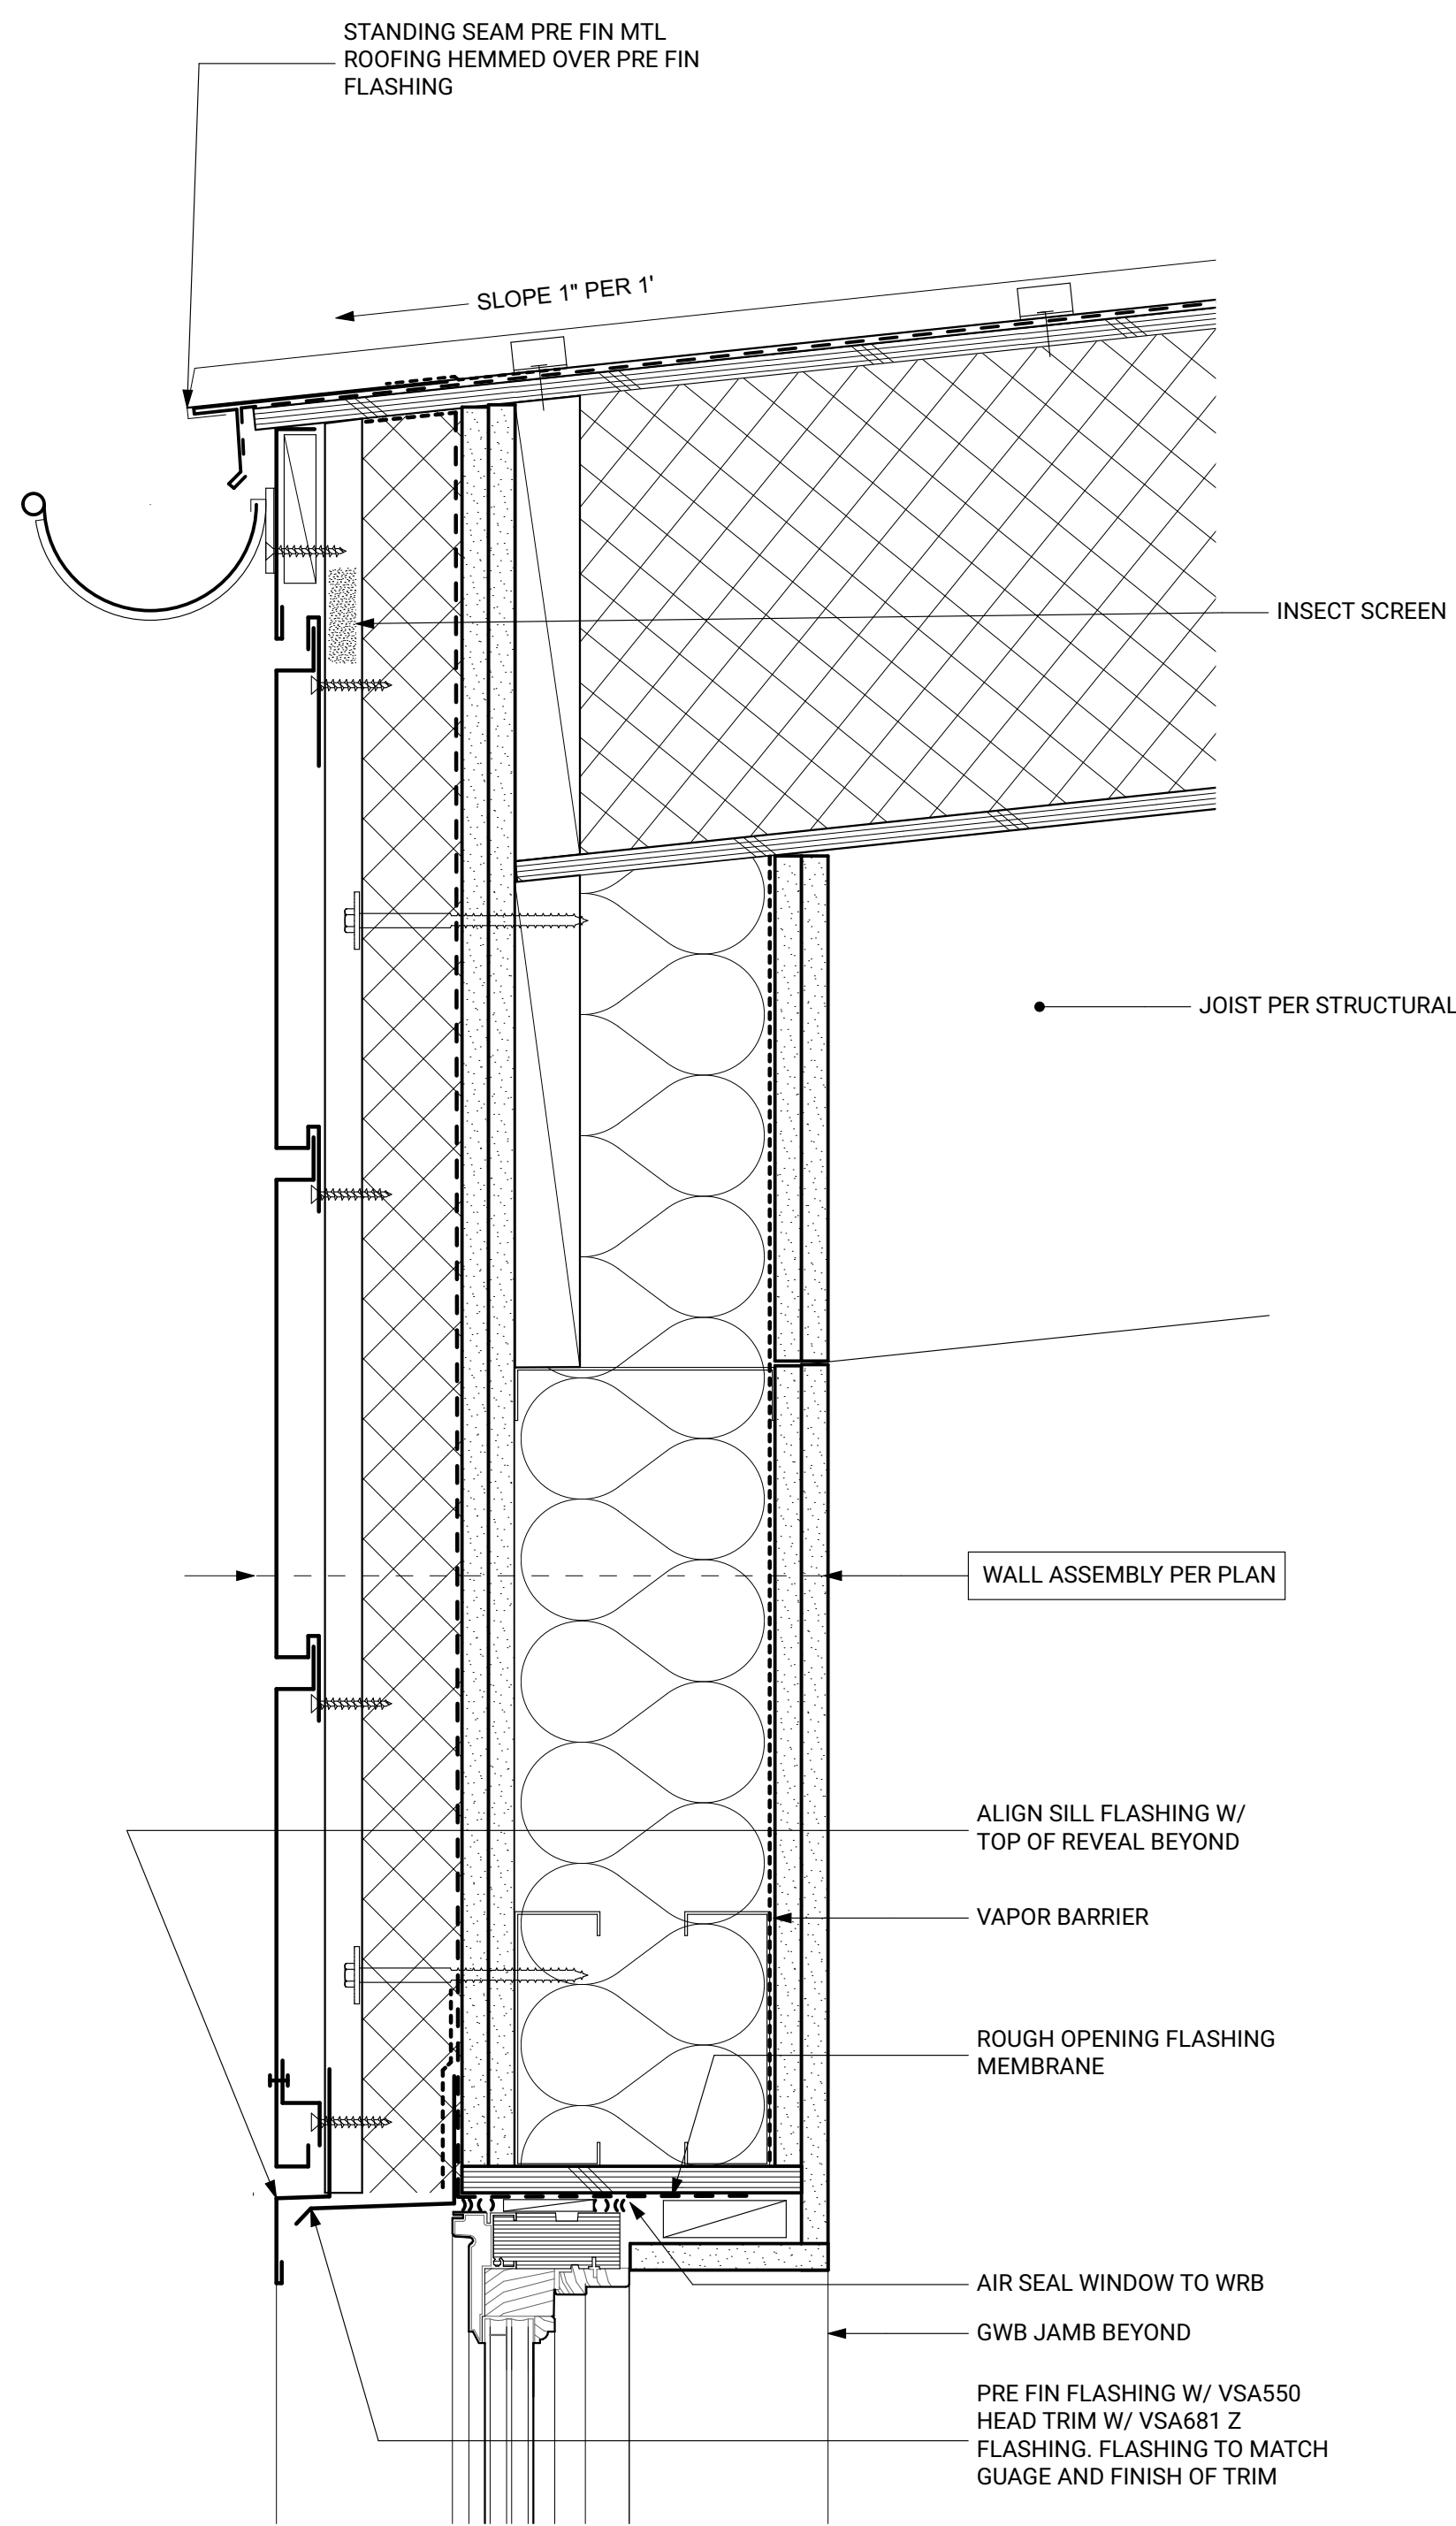 STANDING SEAM PRE FIN MTL
ROOFING HEMMED OVER PRE FIN
FLASHING
SLOPE 1" PER 1'
INSECT SCREEN
JOIST PER STRUCTURAL
WALL ASSEMBLY PER PLAN
ALIGN SILL FLASHING W/
TOP OF REVEAL BEYOND
VAPOR BARRIER
ROUGH OPENING FLASHING
MEMBRANE
AIR SEAL WINDOW TO WRB
GWB JAMB BEYOND
PRE FIN FLASHING W/ VSA550
HEAD TRIM W/ VSA681 Z
FLASHING. FLASHING TO MATCH
GUAGE AND FINISH OF TRIM